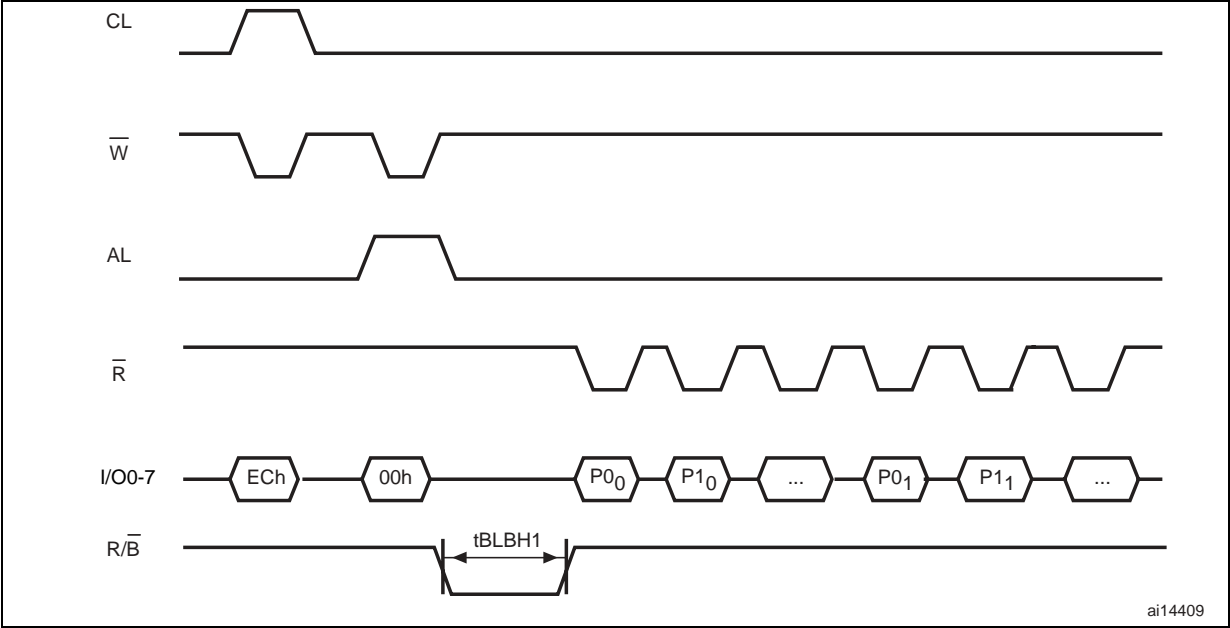 CL
W̅
AL
R̅
I/O0-7
ECh
00h
P0₀
P1₀
...
P0₁
P1₁
...
R/B̅
tBLBH1
ai14409